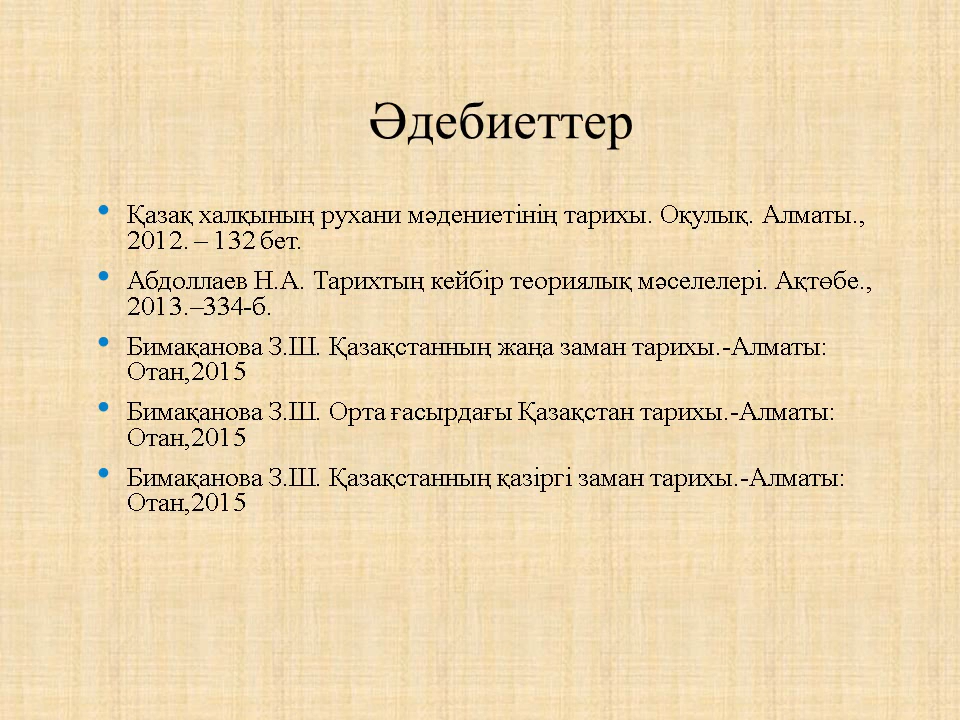 Әдебиеттер
• Қазақ халқының рухани мәдениетінің тарихы. Оқулық. Алматы.,
2012. – 132 бет.
• Абдоллаев Н.А. Тарихтың кейбір теориялық мәселелері. Ақтөбе.,
2013.–334-б.
• Бимақанова З.Ш. Қазақстанның жаңа заман тарихы.-Алматы:
Отан,2015
• Бимақанова З.Ш. Орта ғасырдағы Қазақстан тарихы.-Алматы:
Отан,2015
• Бимақанова З.Ш. Қазақстанның қазіргі заман тарихы.-Алматы:
Отан,2015